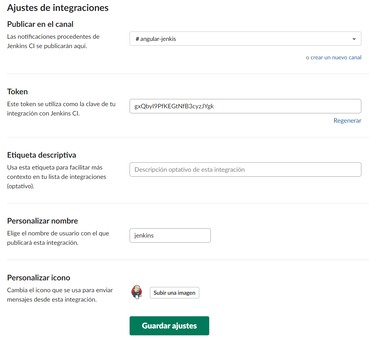 Ajustes de integraciones
Publicar en el canal
Las notificaciones procedentes de
Jenkins CI se publicarán aquí.
# angular-jenkis
o crear un nuevo canal
Token
Este token se utiliza como la clave de tu
integración con Jenkins CI.
gxQbyI9PfKEGtNfB3cyzJYgk
Regenerar
Etiqueta descriptiva
Usa esta etiqueta para facilitar más
contexto en tu lista de integraciones
(optativo).
Descripción optativo de esta integración
Personalizar nombre
Elige el nombre de usuario con el que
publicará esta integración.
jenkins
Personalizar ícono
Cambia el icono que se usa para enviar
mensajes desde esta integración.
Subir una imagen
Guardar ajustes